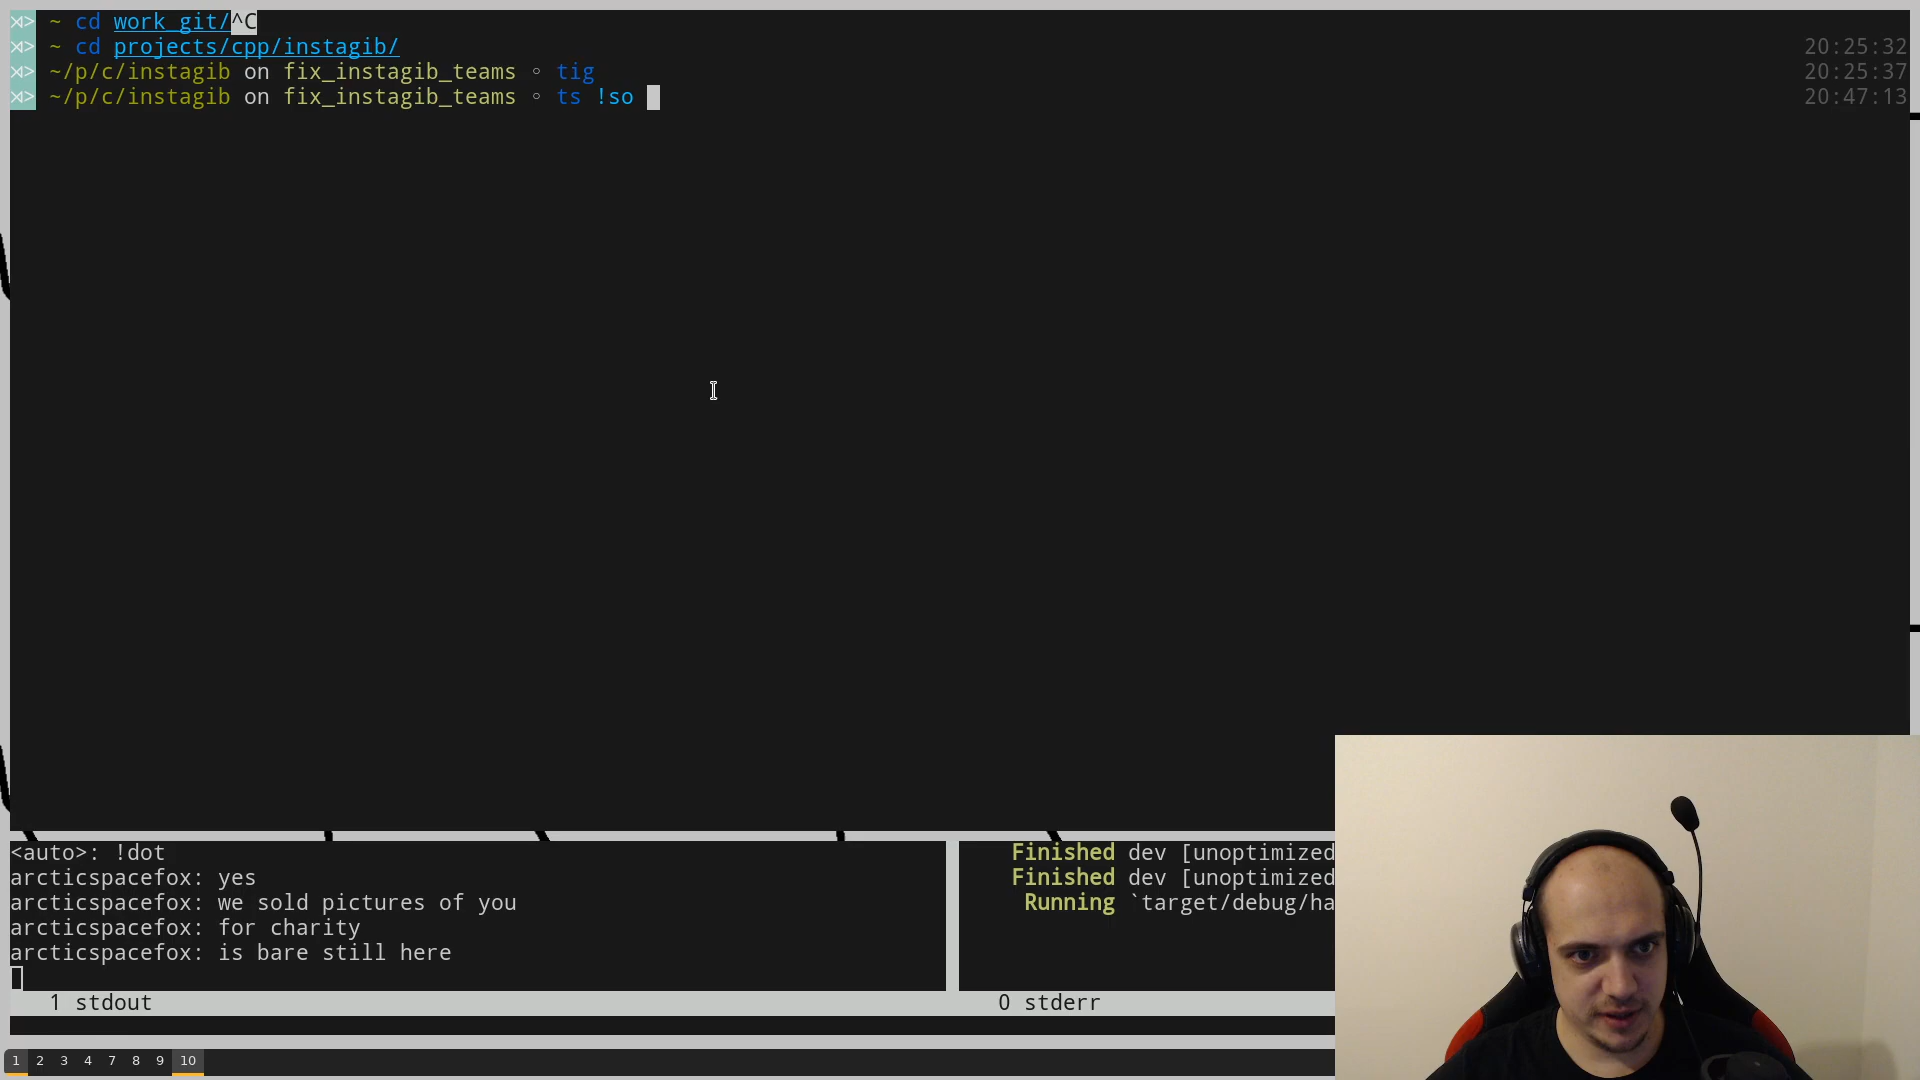 ⋊> ~ cd work_git/^C
⋊> ~ cd projects/cpp/instagib/ 20:25:32
⋊> ~/p/c/instagib on fix_instagib_teams ◦ tig 20:25:37
⋊> ~/p/c/instagib on fix_instagib_teams ◦ ts !so 20:47:13
<auto>: !dot
arcticspacefox: yes
arcticspacefox: we sold pictures of you
arcticspacefox: for charity
arcticspacefox: is bare still here
1 stdout
Finished dev [unoptimized
Finished dev [unoptimized
Running `target/debug/ha
0 stderr
1 2 3 4 7 8 9 10